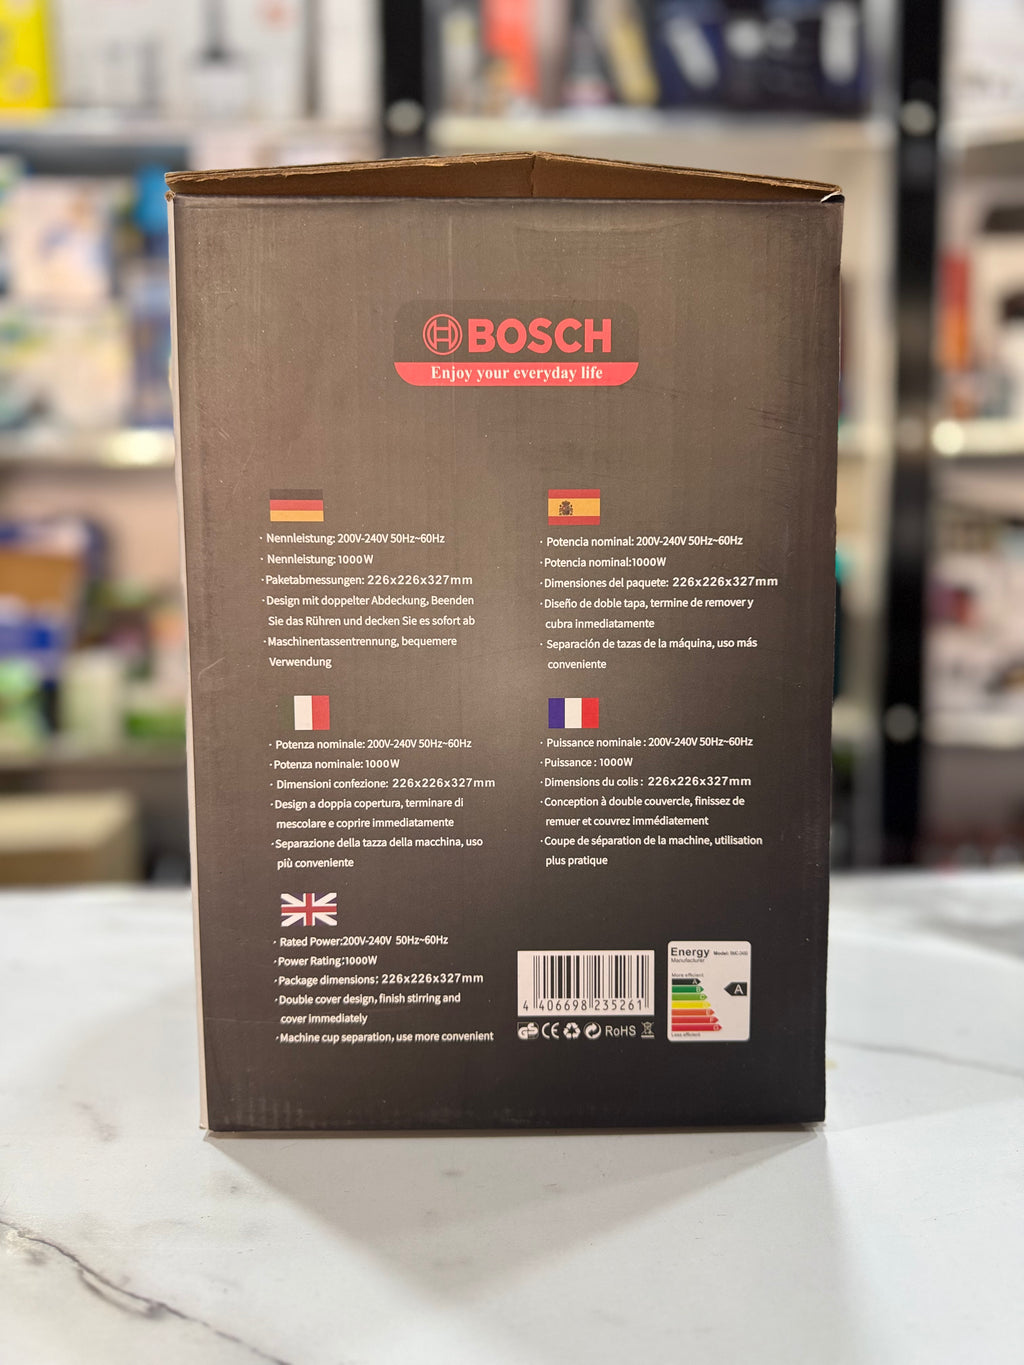 BOSCH
Enjoy your everyday life
· Nennleistung: 200V-240V 50Hz~60Hz
· Nennleistung: 1000W
· Paketabmessungen: 226x226x327mm
· Design mit doppelter Abdeckung, Beenden
Sie das Rühren und decken Sie es sofort ab
· Maschinentassentrennung, bequemere
Verwendung
· Potencia nominal: 200V-240V 50Hz~60Hz
· Potencia nominal:1000W
· Dimensiones del paquete: 226x226x327mm
· Diseño de doble tapa, termine de remover y
cubra inmediatamente
· Separación de tazas de la máquina, uso más
conveniente
· Potenza nominale: 200V-240V 50Hz~60Hz
· Potenza nominale: 1000W
· Dimensioni confezione: 226x226x327mm
· Design a doppia copertura, terminare di
mescolare e coprire immediatamente
· Separazione della tazza della macchina, uso
più conveniente
· Puissance nominale : 200V-240V 50Hz~60Hz
· Puissance : 1000W
· Dimensions du colis : 226x226x327mm
· Conception à double couvercle, finissez de
remuer et couvrez immédiatement
· Coupe de séparation de la machine, utilisation
plus pratique
· Rated Power:200V-240V 50Hz~60Hz
· Power Rating:1000W
· Package dimensions: 226x226x327mm
· Double cover design, finish stirring and
cover immediately
· Machine cup separation, use more convenient
4 406698 235261
CE RoHS
Energy Model:
Manufacturer
More efficient
A
A
Less efficient